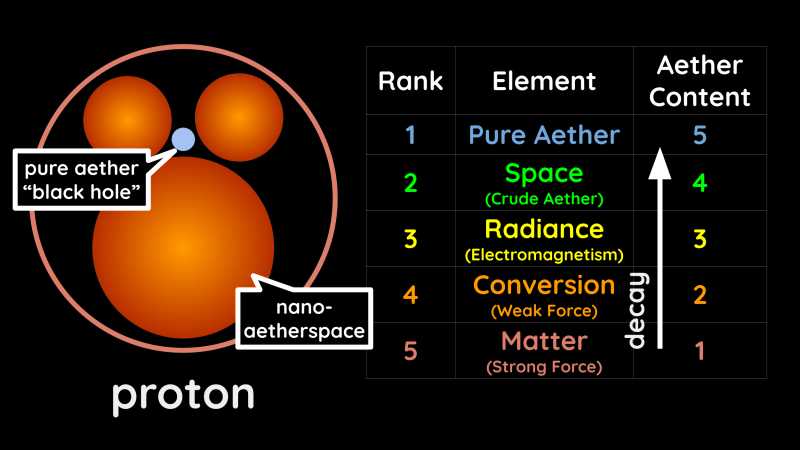 pure aether
“black hole”
nano-
aetherspace
proton
Rank Element Aether Content
1 Pure Aether 5
2 Space (Crude Aether) 4
3 Radiance (Electromagnetism) 3
4 Conversion (Weak Force) 2
5 Matter (Strong Force) 1
decay